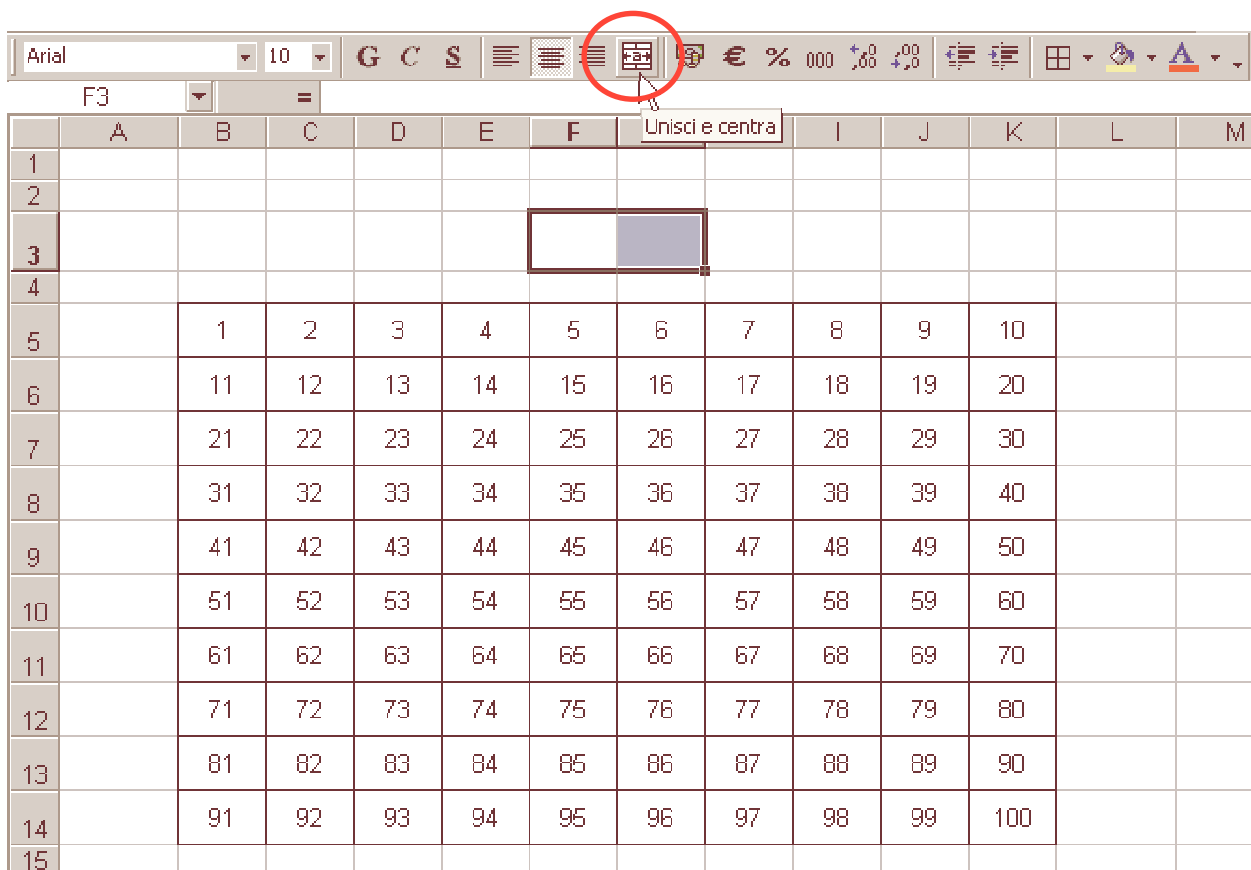 Arial 10 G C S a € % 000 ,00 ,00 A
F3 =
Unisci e centra
A B C D E F I J K L M
1
2
3
4
5 1 2 3 4 5 6 7 8 9 10
6 11 12 13 14 15 16 17 18 19 20
7 21 22 23 24 25 26 27 28 29 30
8 31 32 33 34 35 36 37 38 39 40
9 41 42 43 44 45 46 47 48 49 50
10 51 52 53 54 55 56 57 58 59 60
11 61 62 63 64 65 66 67 68 69 70
12 71 72 73 74 75 76 77 78 79 80
13 81 82 83 84 85 86 87 88 89 90
14 91 92 93 94 95 96 97 98 99 100
15